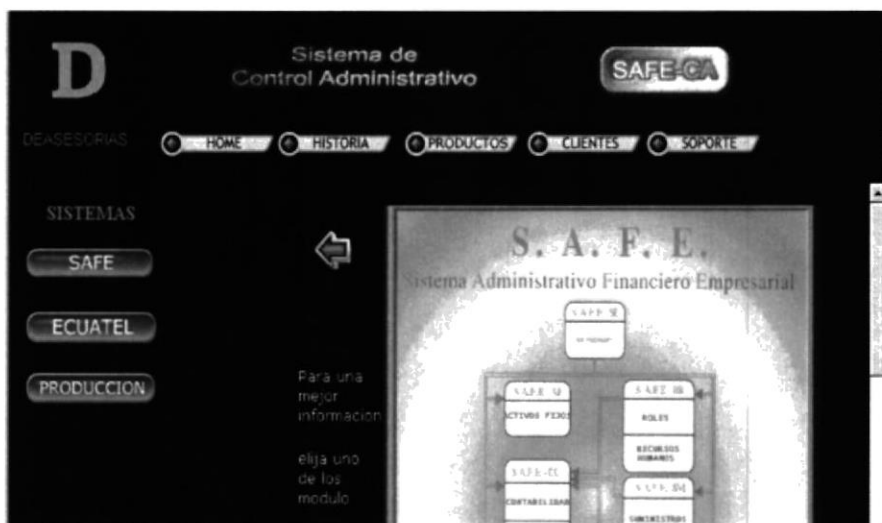 D
Sistema de
Control Administrativo
SAFE-CA
DEASESORIAS
HOME
HISTORIA
PRODUCTOS
CLIENTES
SOPORTE
SISTEMAS
SAFE
ECUATEL
PRODUCCION
Para una
mejor
informacion
elija uno
de los
modulo
S. A. F. E.
Sistema Administrativo Financiero Empresarial
ACTIVOS FIJOS
ROLES
RECURSOS
HUMANOS
CONTABILIDAD
SUMINISTROS